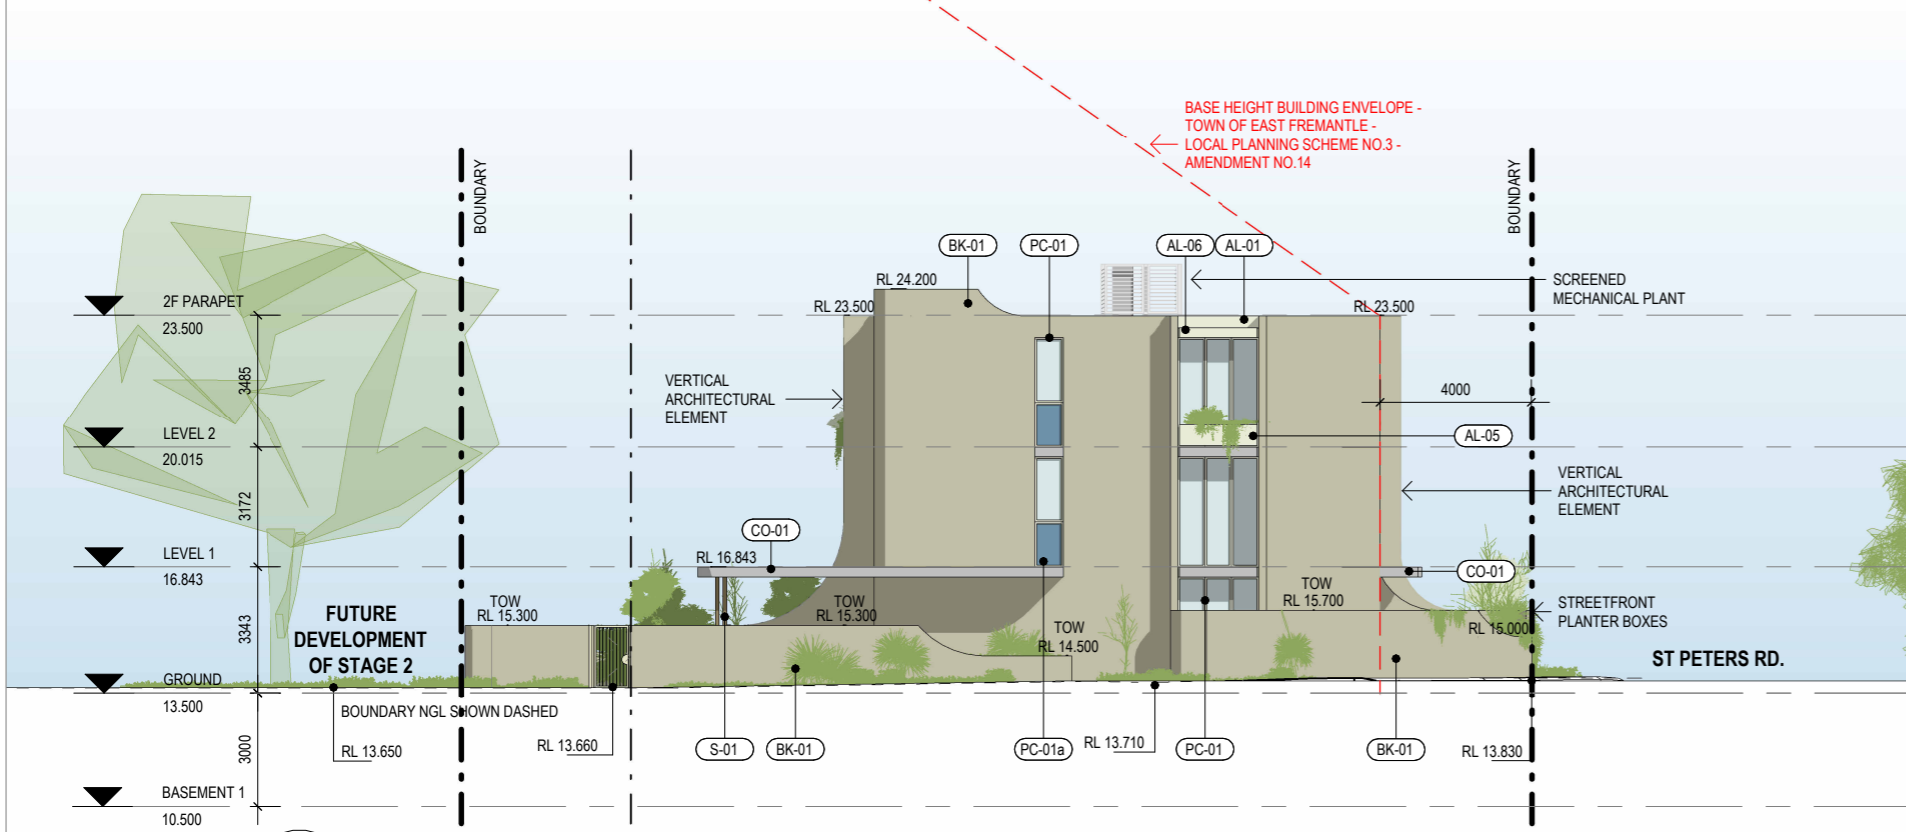 BASE HEIGHT BUILDING ENVELOPE -
TOWN OF EAST FREMANTLE -
LOCAL PLANNING SCHEME NO.3 -
AMENDMENT NO.14
BOUNDARY
BOUNDARY
BK-01
PC-01
AL-06
AL-01
SCREENED
MECHANICAL PLANT
RL 24.200
RL 23.500
RL 23.500
2F PARAPET
23.500
3485
VERTICAL
ARCHITECTURAL
ELEMENT
4000
LEVEL 2
20.015
AL-05
3172
VERTICAL
ARCHITECTURAL
ELEMENT
CO-01
LEVEL 1
16.843
RL 16.843
CO-01
3343
FUTURE
DEVELOPMENT
OF STAGE 2
TOW
RL 15.300
TOW
RL 15.300
TOW
RL 14.500
TOW
RL 15.700
RL 15.000
STREETFRONT
PLANTER BOXES
ST PETERS RD.
GROUND
13.500
BOUNDARY NGL SHOWN DASHED
RL 13.650
RL 13.660
S-01
BK-01
PC-01a
RL 13.710
PC-01
BK-01
RL 13.830
3000
BASEMENT 1
10.500